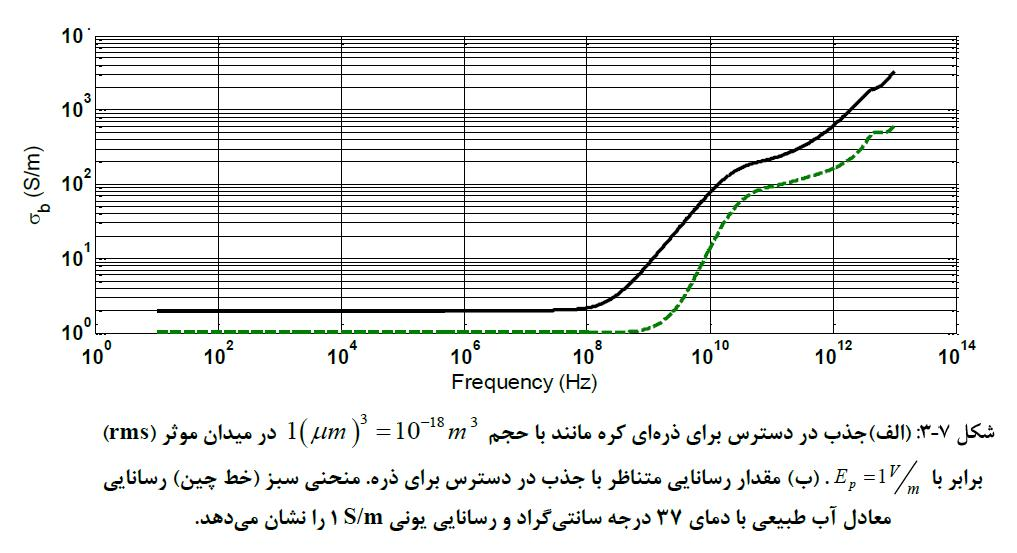 10
10³
10²
10¹
10⁰
σb (S/m)
10⁰ 10² 10⁴ 10⁶ 10⁸ 10¹⁰ 10¹² 10¹⁴
Frequency (Hz)
شکل ۷-۳: (الف)جذب در دسترس برای ذره‌ای کره مانند با حجم 1(μm)³ = 10⁻¹⁸ m³ در میدان موثر (rms)
برابر با Ep = 1 V/m . (ب) مقدار رسانایی متناظر با جذب در دسترس برای ذره. منحنی سبز (خط چین) رسانایی
معادل آب طبیعی با دمای ۳۷ درجه سانتی‌گراد و رسانایی یونی ۱ S/m را نشان می‌دهد.